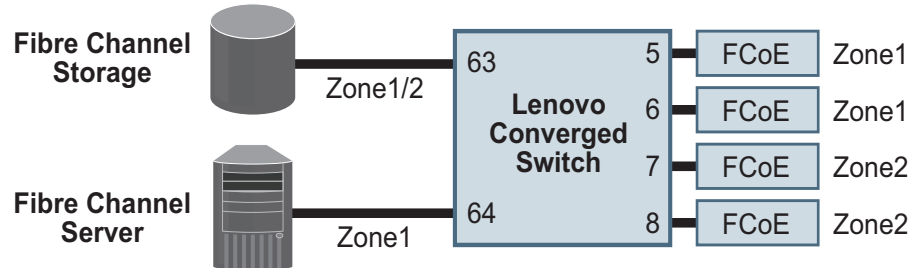 Fibre Channel
Storage
Zone1/2
63
Lenovo
Converged
Switch
5
FCoE
Zone1
6
FCoE
Zone1
7
FCoE
Zone2
8
FCoE
Zone2
Fibre Channel
Server
Zone1
64